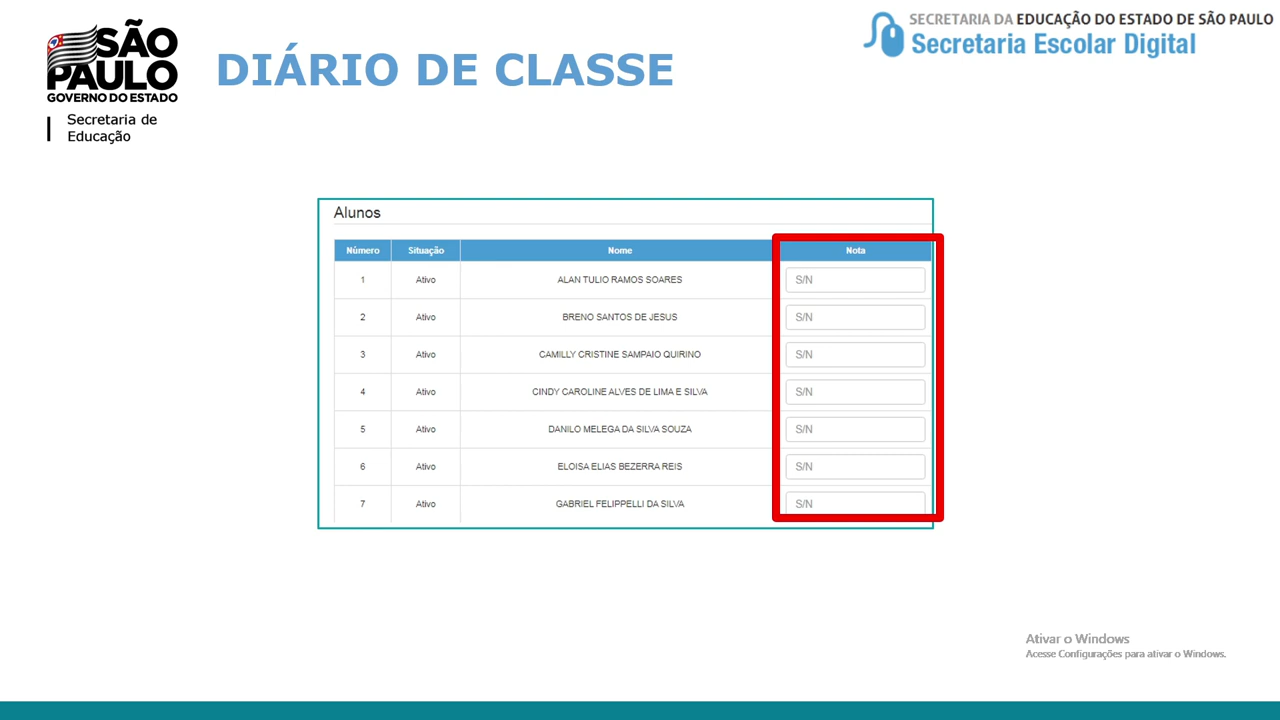 SÃO
PAULO
GOVERNO DO ESTADO
Secretaria de
Educação
DIÁRIO DE CLASSE
SECRETARIA DA EDUCAÇÃO DO ESTADO DE SÃO PAULO
Secretaria Escolar Digital
Alunos
Número Situação Nome Nota
1 Ativo ALAN TULIO RAMOS SOARES S/N
2 Ativo BRENO SANTOS DE JESUS S/N
3 Ativo CAMILLY CRISTINE SAMPAIO QUIRINO S/N
4 Ativo CINDY CAROLINE ALVES DE LIMA E SILVA S/N
5 Ativo DANILO MELEGA DA SILVA SOUZA S/N
6 Ativo ELOISA ELIAS BEZERRA REIS S/N
7 Ativo GABRIEL FELIPPELLI DA SILVA S/N
Ativar o Windows
Acesse Configurações para ativar o Windows.